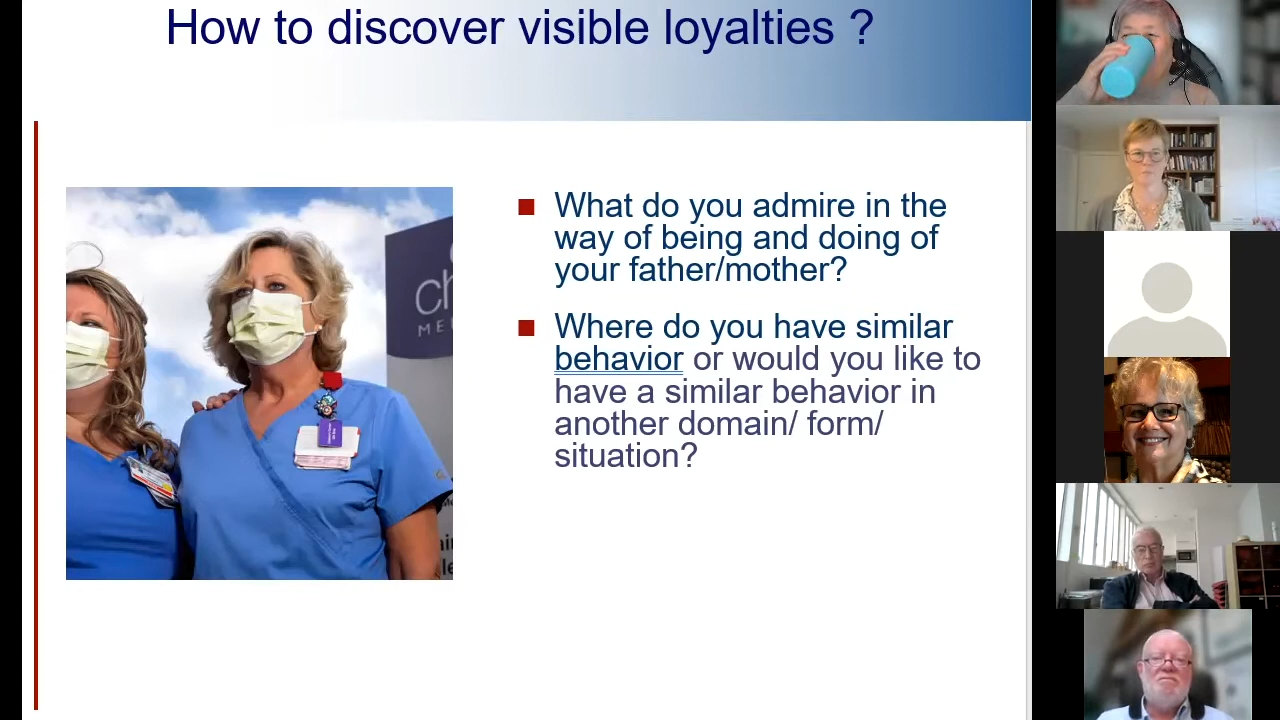 How to discover visible loyalties ?
What do you admire in the
way of being and doing of
your father/mother?
Where do you have similar
behavior or would you like to
have a similar behavior in
another domain/ form/
situation?